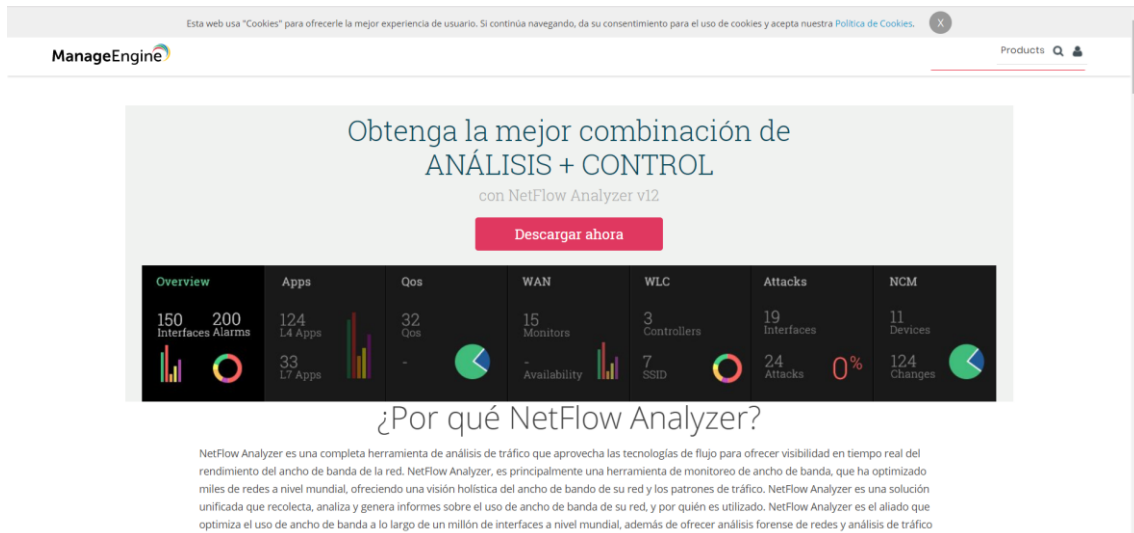 Esta web usa "Cookies" para ofrecerle la mejor experiencia de usuario. Si continúa navegando, da su consentimiento para el uso de cookies y acepta nuestra Política de Cookies.
X
ManageEngine
Products
Obtenga la mejor combinación de
ANÁLISIS + CONTROL
con NetFlow Analyzer v12
Descargar ahora
Overview
150 200
Interfaces Alarms
Apps
124
L4 Apps
33
L7 Apps
Qos
32
Qos
-
WAN
15
Monitors
-
Availability
WLC
3
Controllers
7
SSID
Attacks
19
Interfaces
24
Attacks
0%
NCM
11
Devices
124
Changes
¿Por qué NetFlow Analyzer?
NetFlow Analyzer es una completa herramienta de análisis de tráfico que aprovecha las tecnologías de flujo para ofrecer visibilidad en tiempo real del
rendimiento del ancho de banda de la red. NetFlow Analyzer, es principalmente una herramienta de monitoreo de ancho de banda, que ha optimizado
miles de redes a nivel mundial, ofreciendo una visión holística del ancho de bando de su red y los patrones de tráfico. NetFlow Analyzer es una solución
unificada que recolecta, analiza y genera informes sobre el uso de ancho de banda de su red, y por quién es utilizado. NetFlow Analyzer es el aliado que
optimiza el uso de ancho de banda a lo largo de un millón de interfaces a nivel mundial, además de ofrecer análisis forense de redes y análisis de tráfico